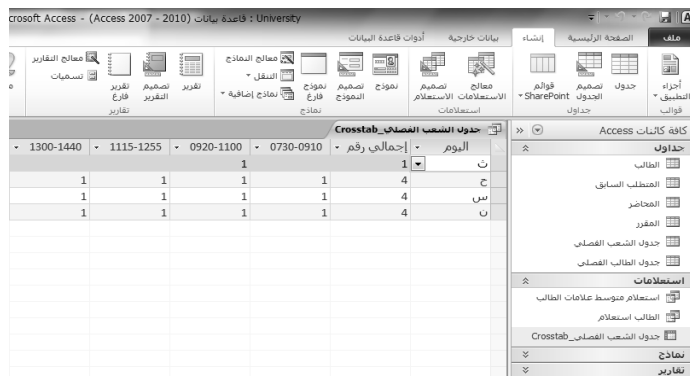 University : قاعدة بيانات (Access 2007 - 2010) - (crosoft Access
ملف الصفحة الرئيسية إنشاء بيانات خارجية أدوات قاعدة البيانات
أجزاء التطبيق
قوالب
جدول
تصميم الجدول
قوائم SharePoint
جداول
معالج الاستعلامات
تصميم الاستعلام
استعلامات
نموذج
تصميم النموذج
نموذج فارغ
معالج النماذج
التنقل
نماذج إضافية
نماذج
تقرير
تصميم التقرير
تقرير فارغ
معالج التقارير
تسميات
تقارير
كافة كائنات Access
جداول
الطالب
المتطلب السابق
المحاضر
المقرر
جدول الشعب الفصلي
جدول الطالب الفصلي
استعلامات
استعلام متوسط علامات الطالب
الطالب استعلام
جدول الشعب الفصلي_Crosstab
نماذج
تقارير
جدول الشعب الفصلي_Crosstab
اليوم إجمالي رقم 0730-0910 0920-1100 1115-1255 1300-1440
ث 1 1
ح 4 1 1 1 1
س 4 1 1 1 1
ن 4 1 1 1 1